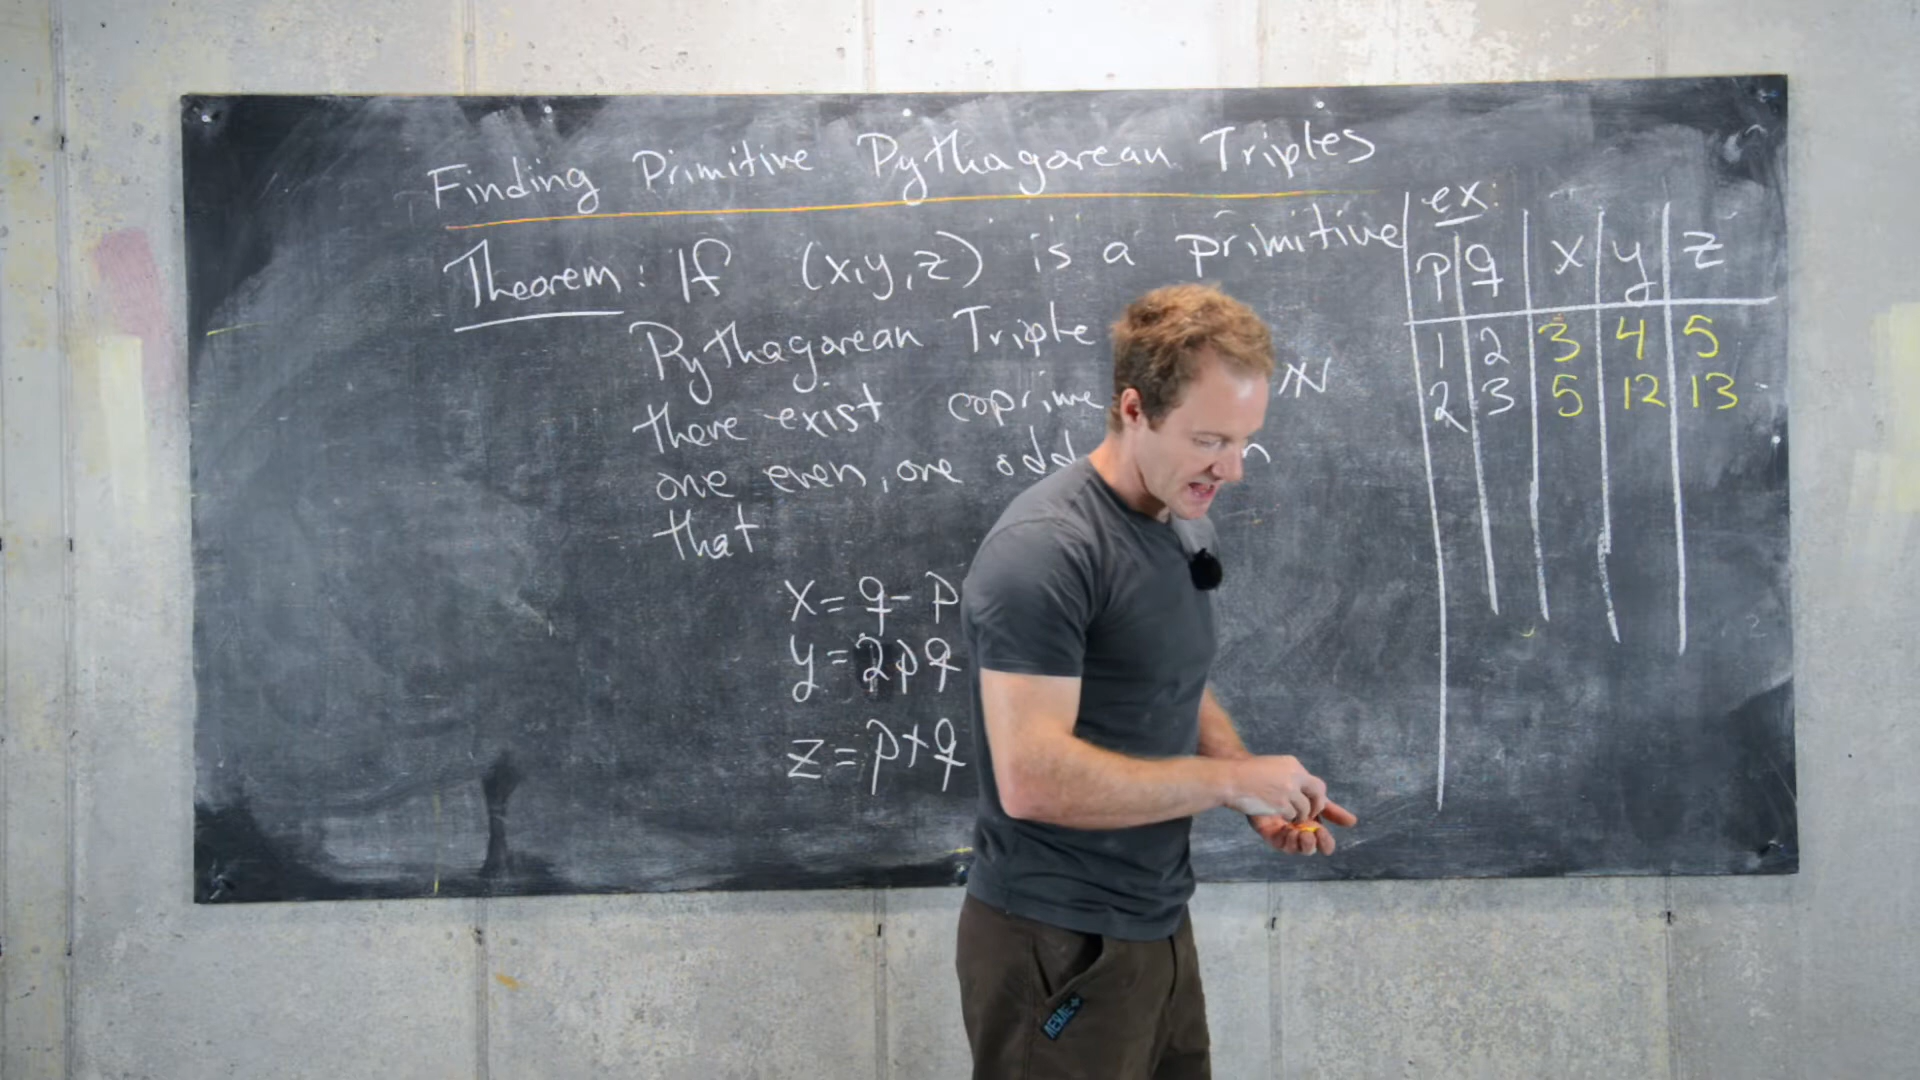 Finding Primitive Pythagorean Triples
Theorem: If (x,y,z) is a primitive
Pythagorean Triple
there exist coprime
one even, one odd
that
x = q - p
y = 2pq
z = p+q
ex:
p q x y z
1 2 3 4 5
2 3 5 12 13
AERAE